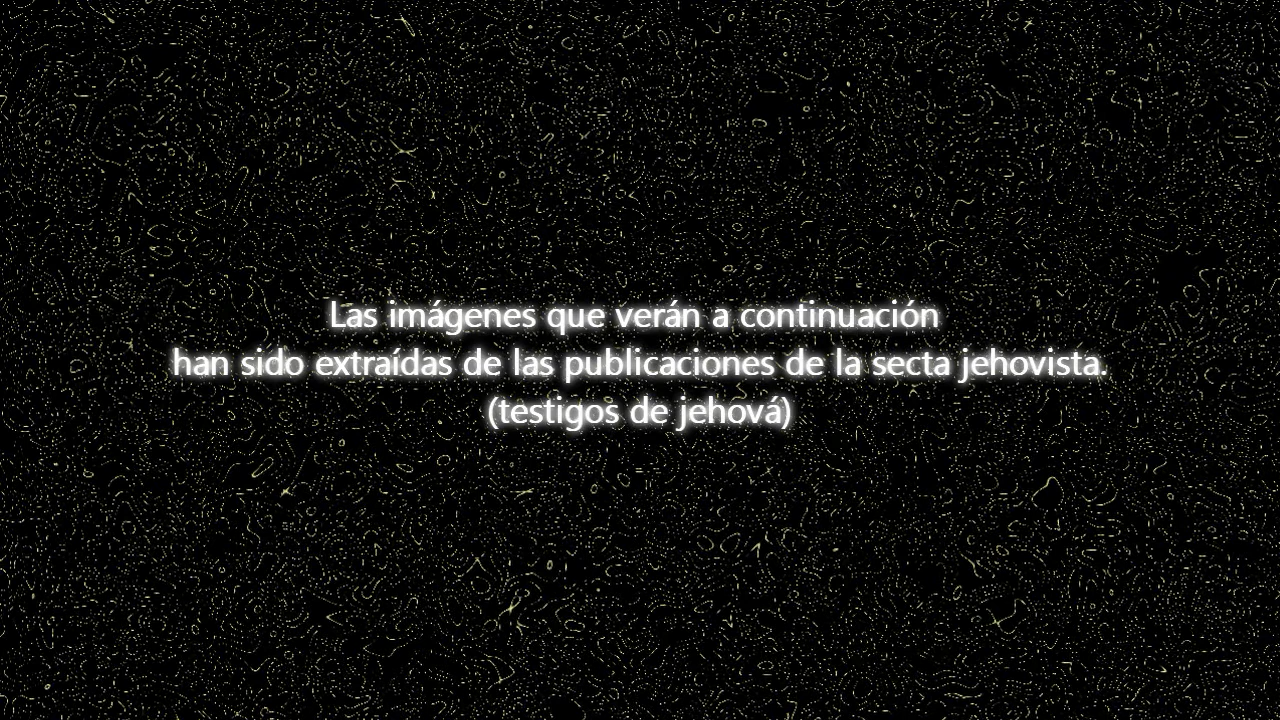 Las imágenes que verán a continuación
han sido extraídas de las publicaciones de la secta jehovista.
(testigos de jehová)